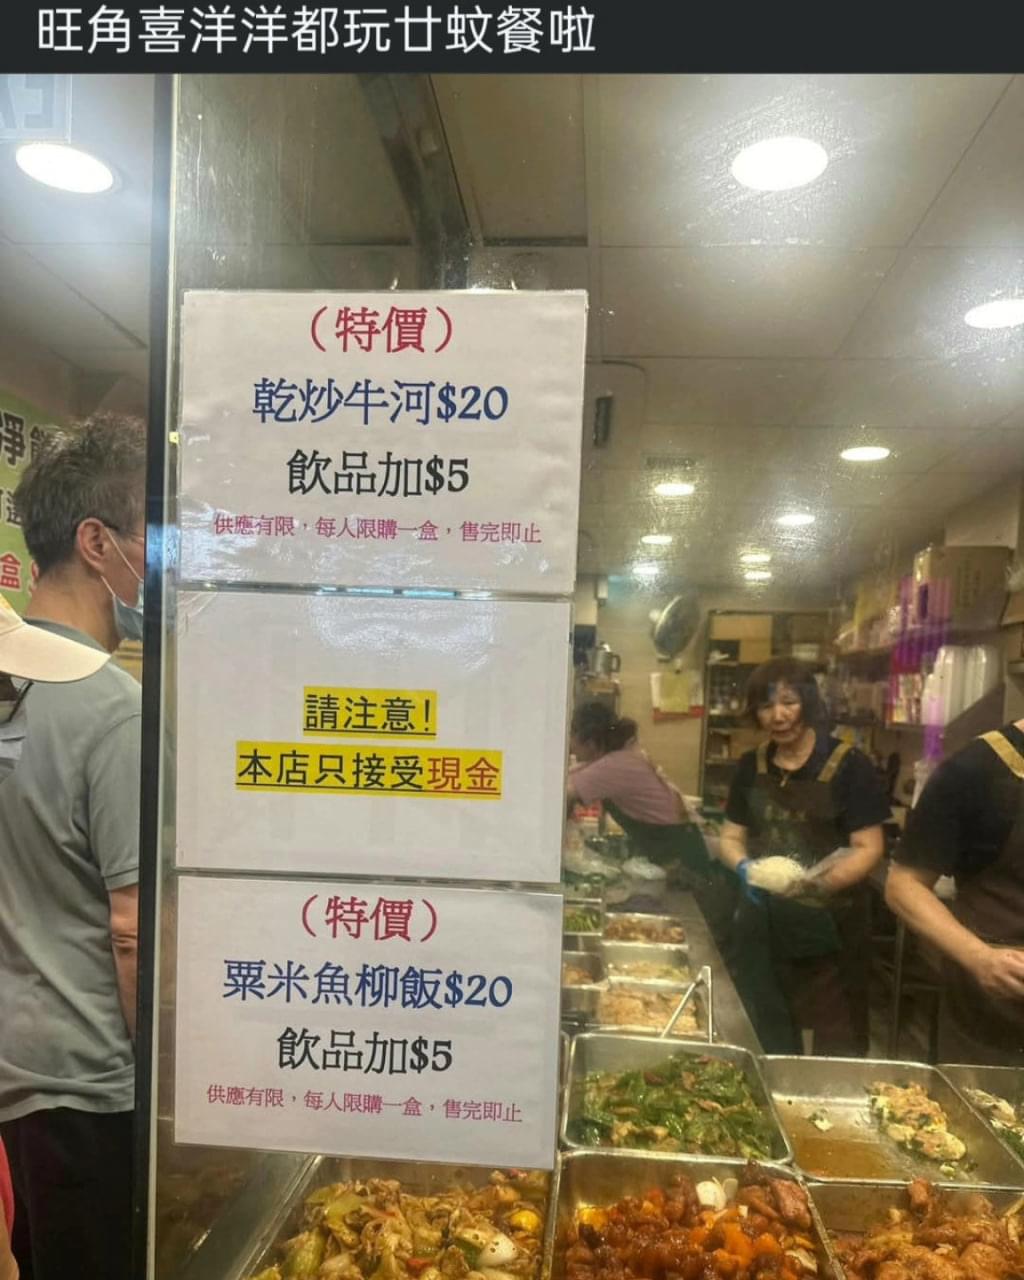 旺角喜洋洋都玩廿蚊餐啦
（特價）
乾炒牛河$20
飲品加$5
供應有限，每人限購一盒，售完即止
請注意！
本店只接受現金
（特價）
粟米魚柳飯$20
飲品加$5
供應有限，每人限購一盒，售完即止
淨
盒